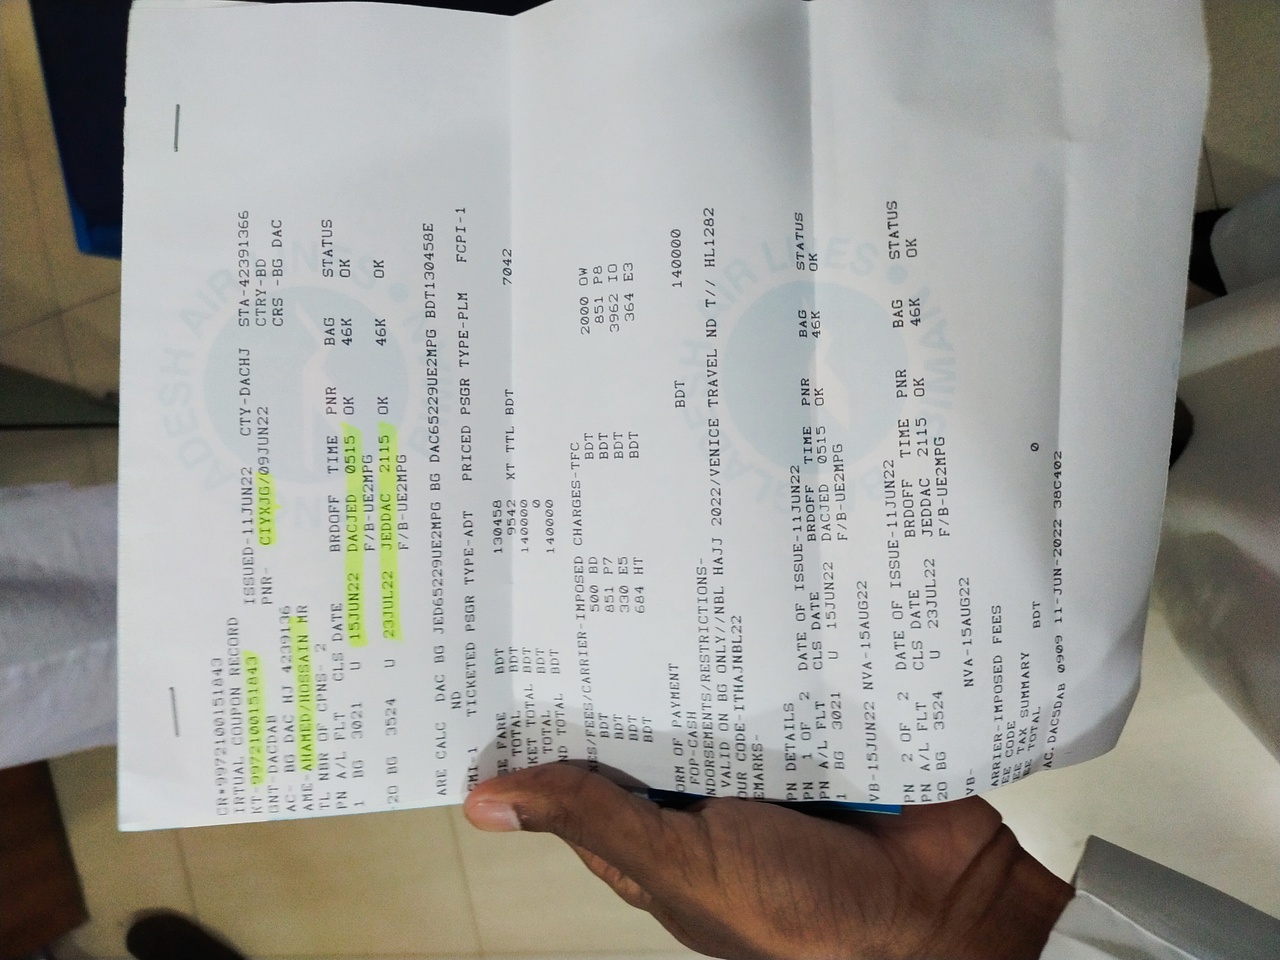 CR*9972100151843
IRTUAL COUPON RECORD
KT-9972100151843 ISSUED-11JUN22 CTY-DACHJ STA-42391366
GNT-DACDAB PNR- CIYXJG/09JUN22 CTRY-BD
AC- BG DAC HJ 4239136 CRS -BG DAC
AME-AHAMED/HOSSAIN MR
TL NBR OF CPNS- 2
PN A/L FLT CLS DATE BRDOFF TIME PNR BAG STATUS
1 BG 3021 U 15JUN22 DACJED 0515 OK 46K OK
F/B-UE2MPG
20 BG 3524 U 23JUL22 JEDDAC 2115 OK 46K OK
F/B-UE2MPG
ARE CALC DAC BG JED65229UE2MPG BG DAC65229UE2MPG BDT130458E
ND
CMI-1 TICKETED PSGR TYPE-ADT PRICED PSGR TYPE-PLM FCPI-1
SE FARE BDT 130458
TOTAL BDT 9542 XT TTL BDT 7042
KET TOTAL BDT 140000
TOTAL BDT 0
ND TOTAL BDT 140000
XES/FEES/CARRIER-IMPOSED CHARGES-TFC
BDT 500 BD BDT 2000 OW
BDT 851 P7 BDT 851 P8
BDT 330 E5 BDT 3962 IO
BDT 684 HT BDT 364 E3
ORM OF PAYMENT
FOP-CASH BDT 140000
NDORSEMENTS/RESTRICTIONS-
VALID ON BG ONLY//NBL HAJJ 2022/VENICE TRAVEL ND T// HL1282
OUR CODE-ITHAJNBL22
EMARKS-
PN DETAILS
PN 1 OF 2 DATE OF ISSUE-11JUN22
PN A/L FLT CLS DATE BRDOFF TIME PNR BAG STATUS
1 BG 3021 U 15JUN22 DACJED 0515 OK 46K OK
F/B-UE2MPG
VB-15JUN22 NVA-15AUG22
PN 2 OF 2 DATE OF ISSUE-11JUN22
PN A/L FLT CLS DATE BRDOFF TIME PNR BAG STATUS
20 BG 3524 U 23JUL22 JEDDAC 2115 OK 46K OK
F/B-UE2MPG
VB- NVA-15AUG22
ARRIER-IMPOSED FEES
EE CODE
EE TAX SUMMARY
EE TOTAL BDT 0
AC.DACSDAB 0909 11-JUN-2022 38C402